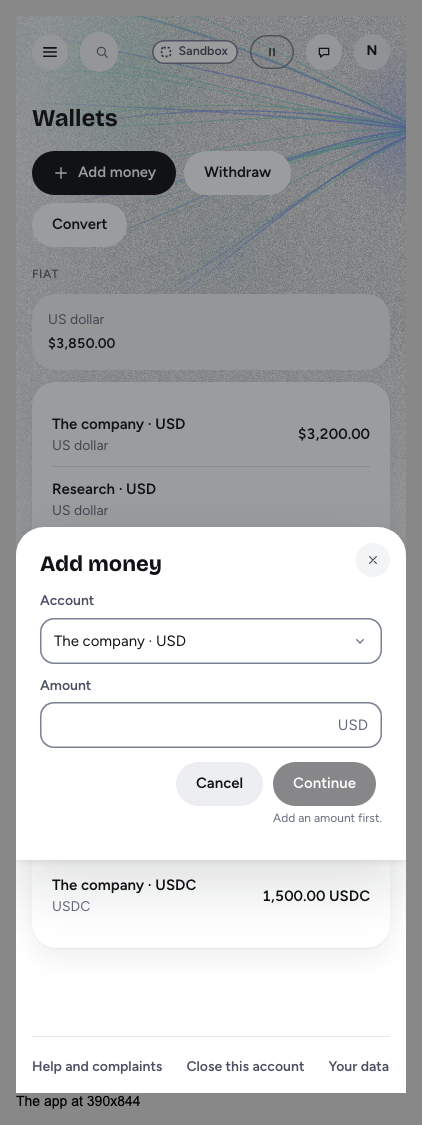 Sandbox
N
Wallets
Add money
Withdraw
Convert
FIAT
US dollar
$3,850.00
The company · USD
US dollar
$3,200.00
Research · USD
US dollar
Add money
Account
The company · USD
Amount
USD
Cancel
Continue
Add an amount first.
The company · USDC
USDC
1,500.00 USDC
Help and complaints
Close this account
Your data
The app at 390x844